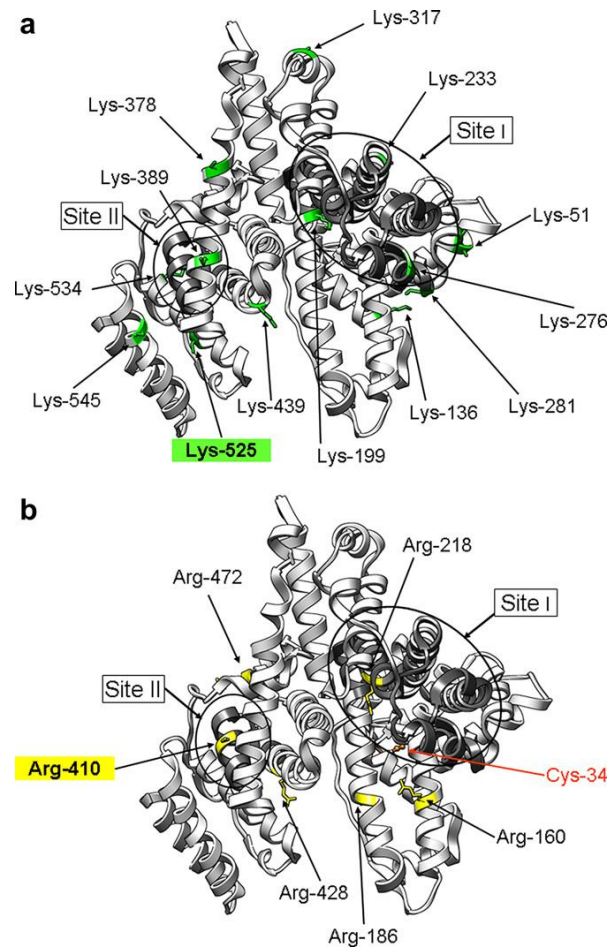 a
Lys-317
Lys-378
Lys-233
Site I
Lys-389
Site II
Lys-51
Lys-534
Lys-276
Lys-545
Lys-439
Lys-136
Lys-281
Lys-525
Lys-199
b
Arg-218
Arg-472
Site I
Site II
Arg-410
Cys-34
Arg-160
Arg-428
Arg-186